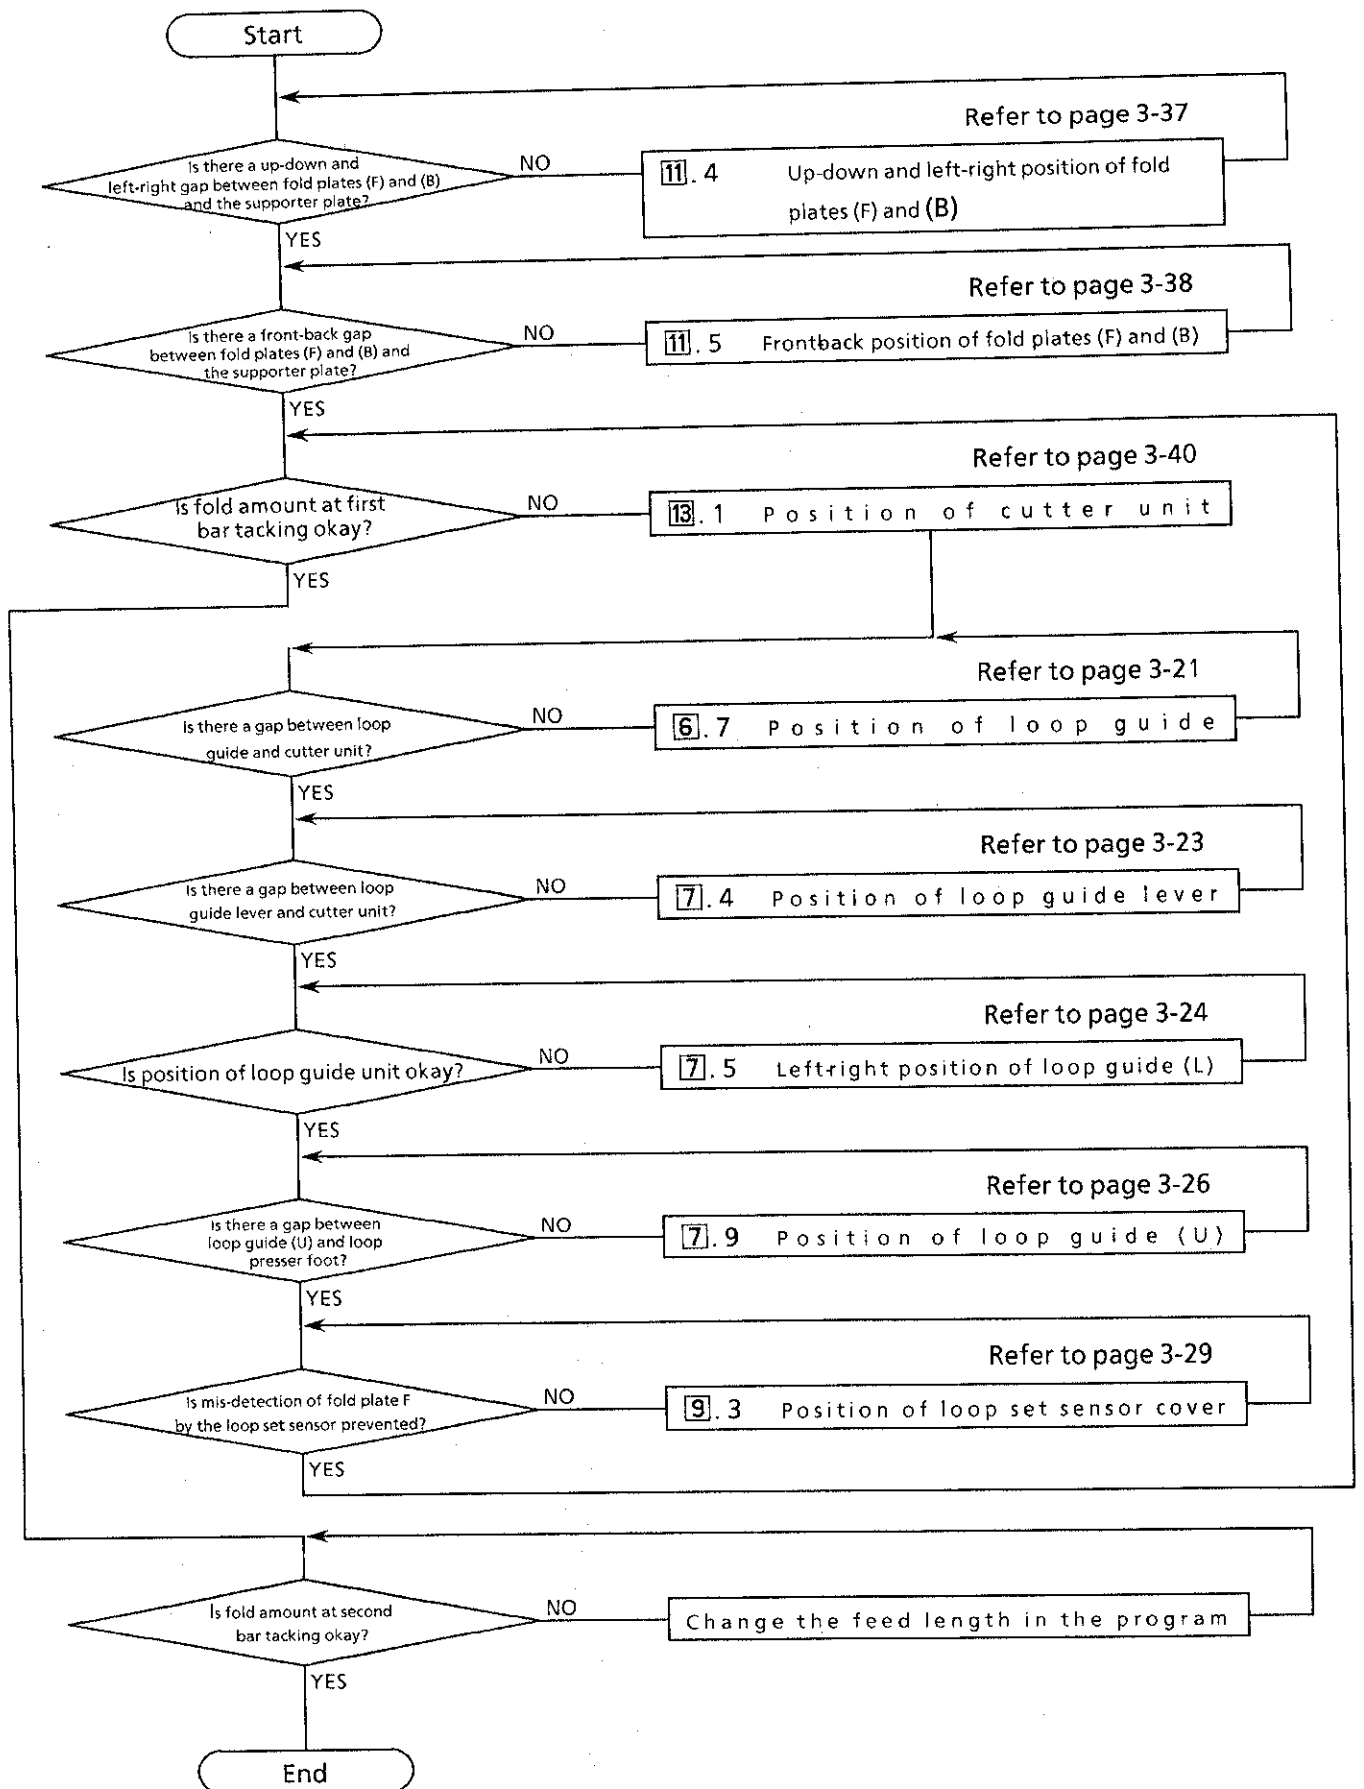 Start
Refer to page 3-37
Is there a up-down and
left-right gap between fold plates (F) and (B)
and the supporter plate?
NO
11.4 Up-down and left-right position of fold
plates (F) and (B)
YES
Refer to page 3-38
Is there a front-back gap
between fold plates (F) and (B) and
the supporter plate?
NO
11.5 Frontback position of fold plates (F) and (B)
YES
Refer to page 3-40
Is fold amount at first
bar tacking okay?
NO
13.1 Position of cutter unit
YES
Refer to page 3-21
Is there a gap between loop
guide and cutter unit?
NO
6.7 Position of loop guide
YES
Refer to page 3-23
Is there a gap between loop
guide lever and cutter unit?
NO
7.4 Position of loop guide lever
YES
Refer to page 3-24
Is position of loop guide unit okay?
NO
7.5 Left-right position of loop guide (L)
YES
Refer to page 3-26
Is there a gap between
loop guide (U) and loop
presser foot?
NO
7.9 Position of loop guide (U)
YES
Refer to page 3-29
Is mis-detection of fold plate F
by the loop set sensor prevented?
NO
9.3 Position of loop set sensor cover
YES
Is fold amount at second
bar tacking okay?
NO
Change the feed length in the program
YES
End